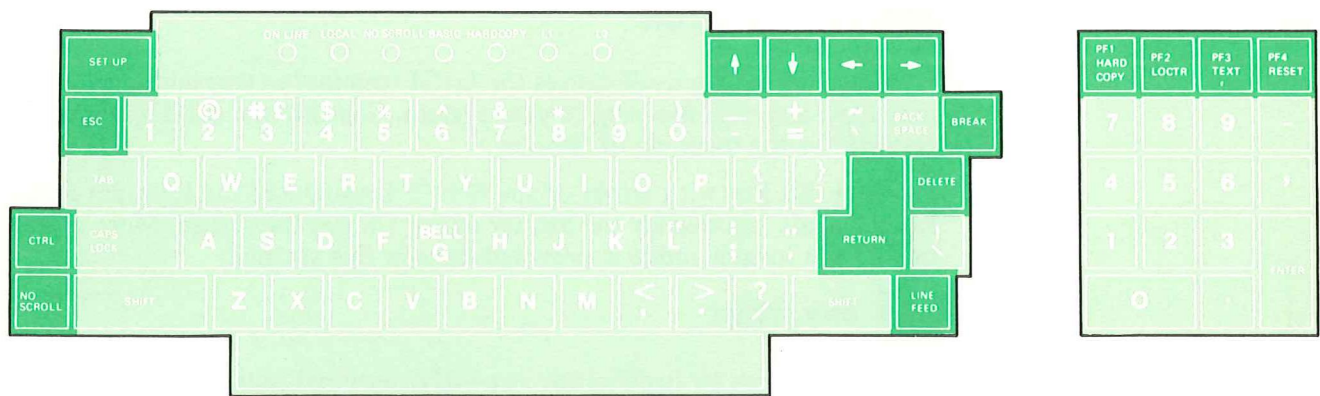 ON LINE LOCAL NO SCROLL BASIC HARDCOPY L1 L2
SET UP
PF1 HARD COPY
PF2 LOCTR
PF3 TEXT
PF4 RESET
ESC
! 1
@ 2
# £ 3
$ 4
% 5
^ 6
& 7
* 8
( 9
) 0
— -
+ =
~
BACK SPACE
BREAK
7 8 9 -
TAB
Q W E R T Y U I O P
{ [
} ]
DELETE
4 5 6 ,
CTRL
CAPS LOCK
A S D F
BELL G
H J
VT K
FF L
: ;
" '
RETURN
| \
1 2 3
ENTER
NO SCROLL
SHIFT
Z X C V B N M
< ,
> .
? /
SHIFT
LINE FEED
0 .